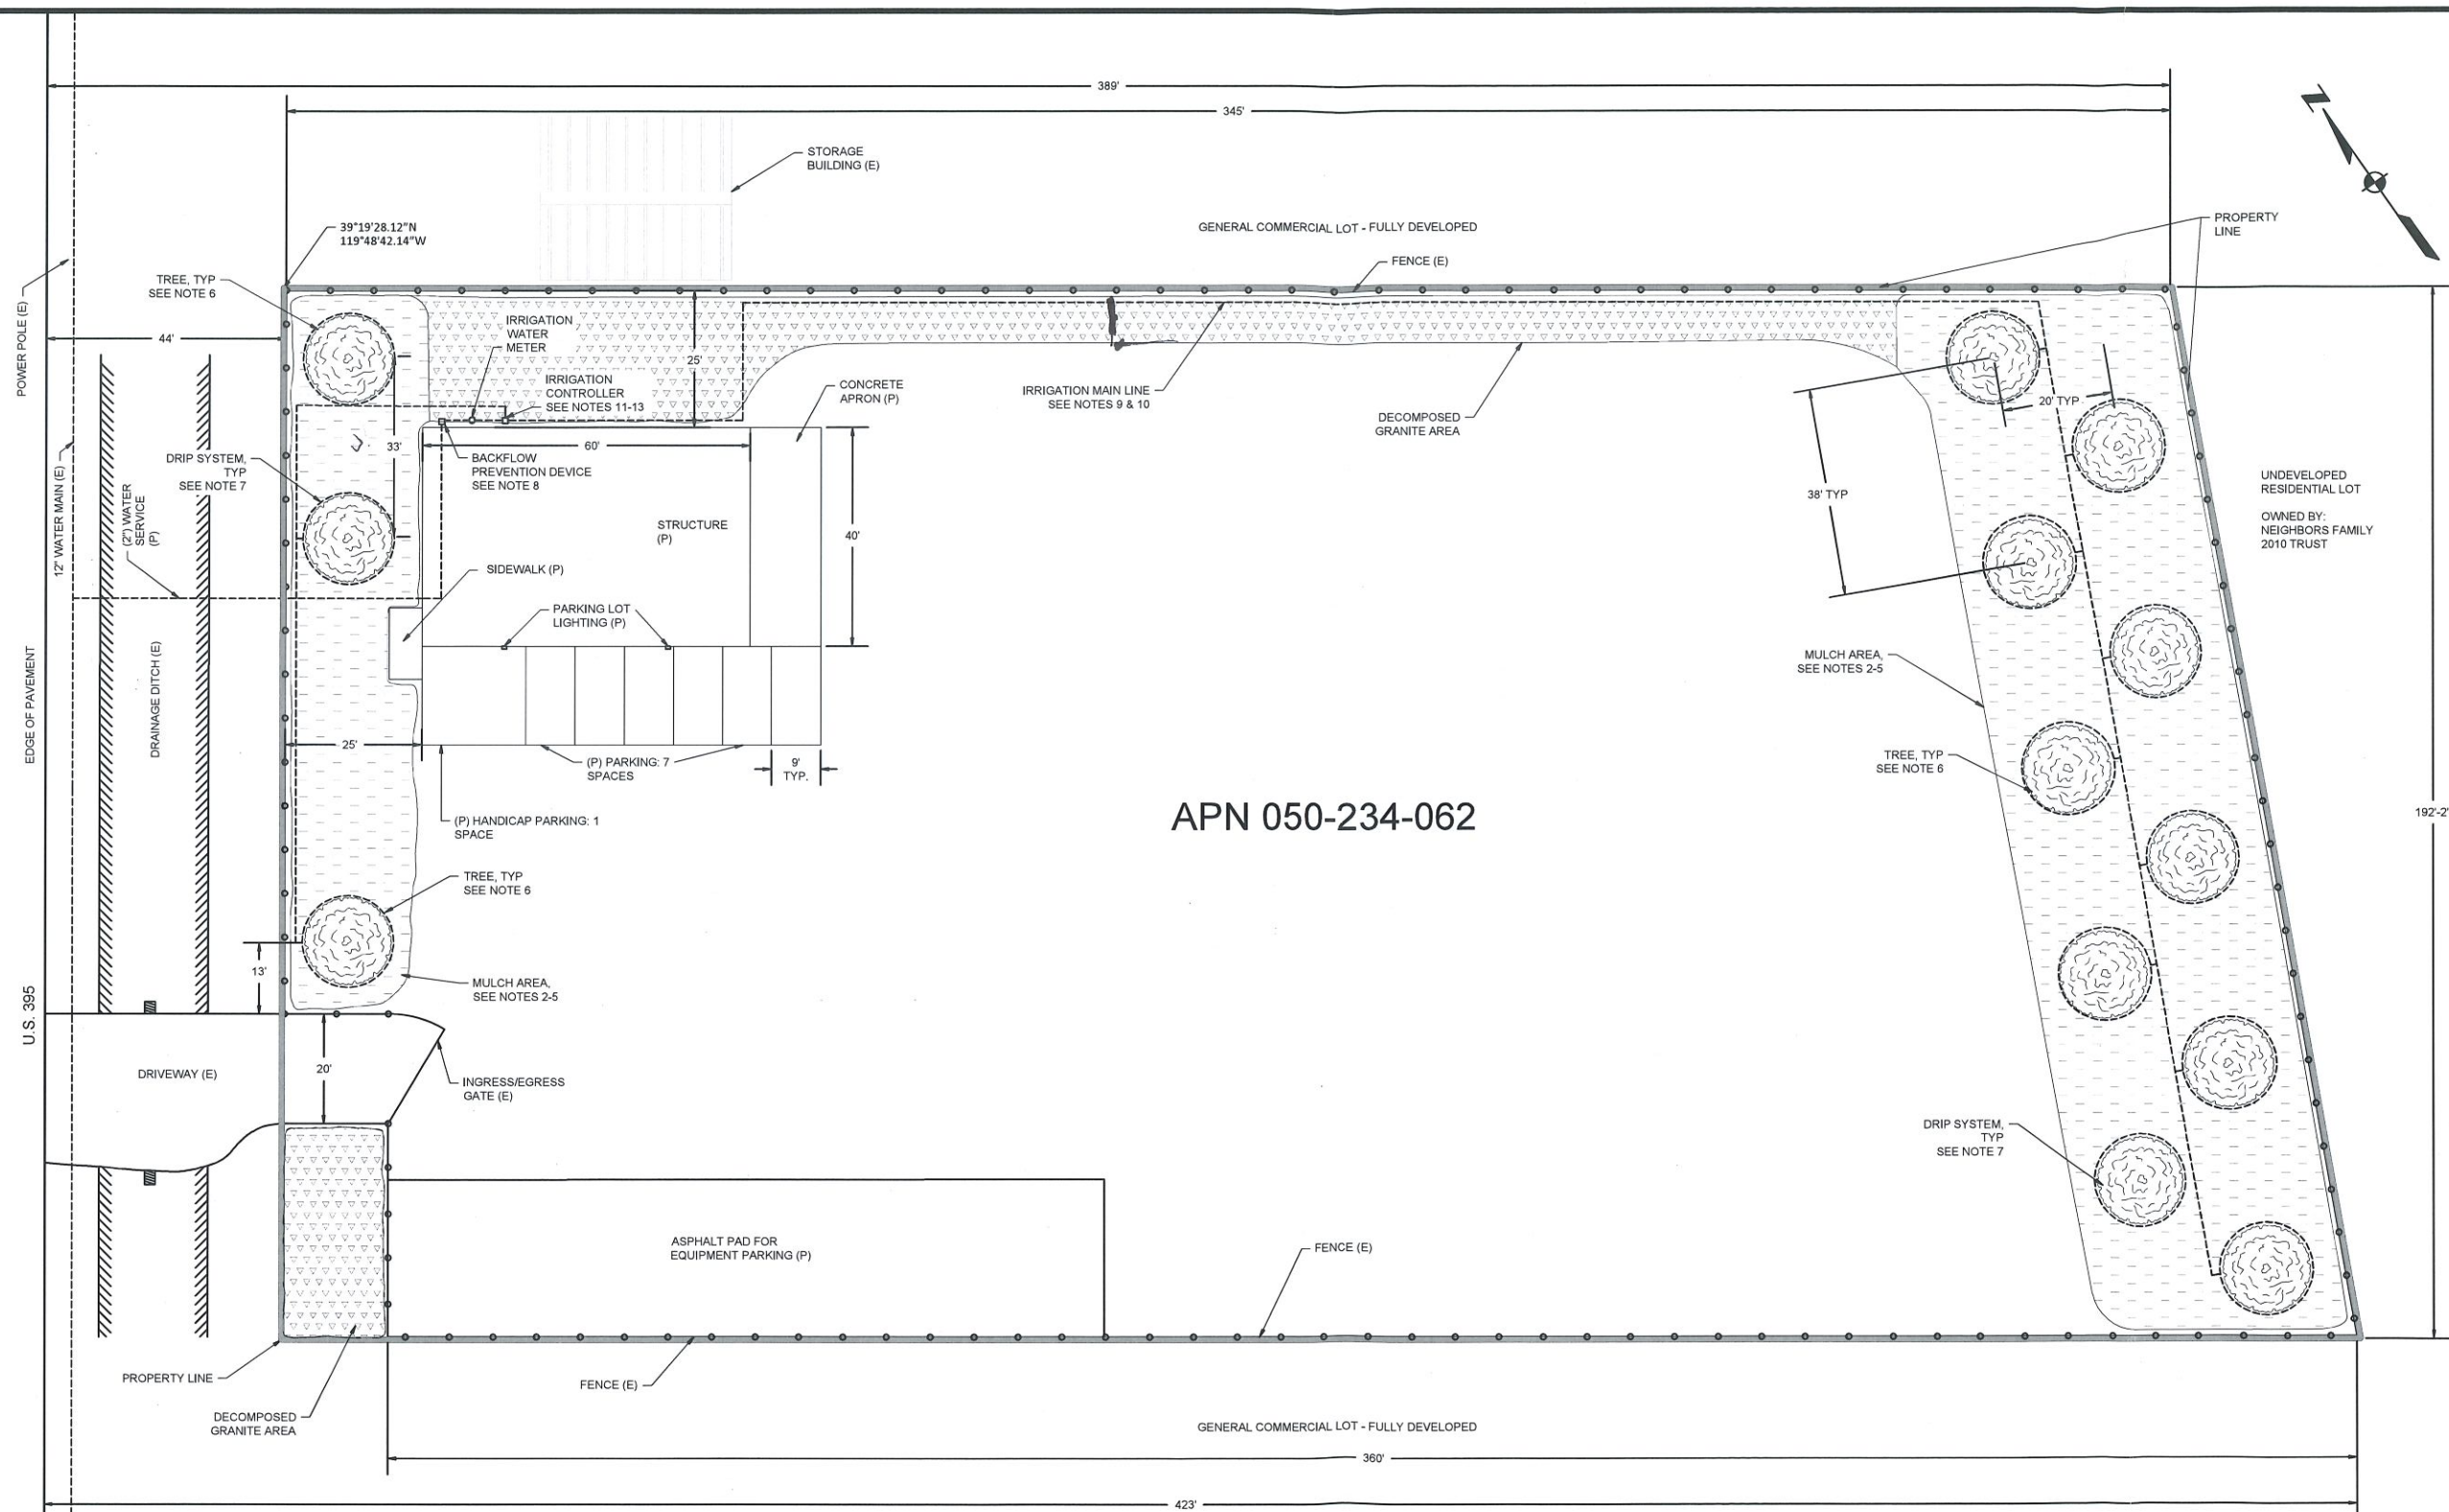 389'
345'
N
STORAGE
BUILDING (E)
39°19'28.12"N
119°48'42.14"W
GENERAL COMMERCIAL LOT - FULLY DEVELOPED
PROPERTY
LINE
FENCE (E)
TREE, TYP
SEE NOTE 6
POWER POLE (E)
44'
IRRIGATION
WATER
METER
25'
IRRIGATION
CONTROLLER
SEE NOTES 11-13
CONCRETE
APRON (P)
IRRIGATION MAIN LINE
SEE NOTES 9 & 10
DECOMPOSED
GRANITE AREA
20' TYP
33'
60'
BACKFLOW
PREVENTION DEVICE
SEE NOTE 8
DRIP SYSTEM,
TYP
SEE NOTE 7
12" WATER MAIN (E)
(2") WATER
SERVICE
(P)
38' TYP
UNDEVELOPED
RESIDENTIAL LOT
OWNED BY:
NEIGHBORS FAMILY
2010 TRUST
STRUCTURE
(P)
40'
SIDEWALK (P)
PARKING LOT
LIGHTING (P)
EDGE OF PAVEMENT
DRAINAGE DITCH (E)
MULCH AREA,
SEE NOTES 2-5
25'
(P) PARKING: 7
SPACES
9'
TYP.
TREE, TYP
SEE NOTE 6
APN 050-234-062
192'-2"
(P) HANDICAP PARKING: 1
SPACE
TREE, TYP
SEE NOTE 6
13'
MULCH AREA,
SEE NOTES 2-5
U.S. 395
DRIVEWAY (E)
20'
INGRESS/EGRESS
GATE (E)
DRIP SYSTEM,
TYP
SEE NOTE 7
ASPHALT PAD FOR
EQUIPMENT PARKING (P)
FENCE (E)
PROPERTY LINE
FENCE (E)
DECOMPOSED
GRANITE AREA
GENERAL COMMERCIAL LOT - FULLY DEVELOPED
360'
423'